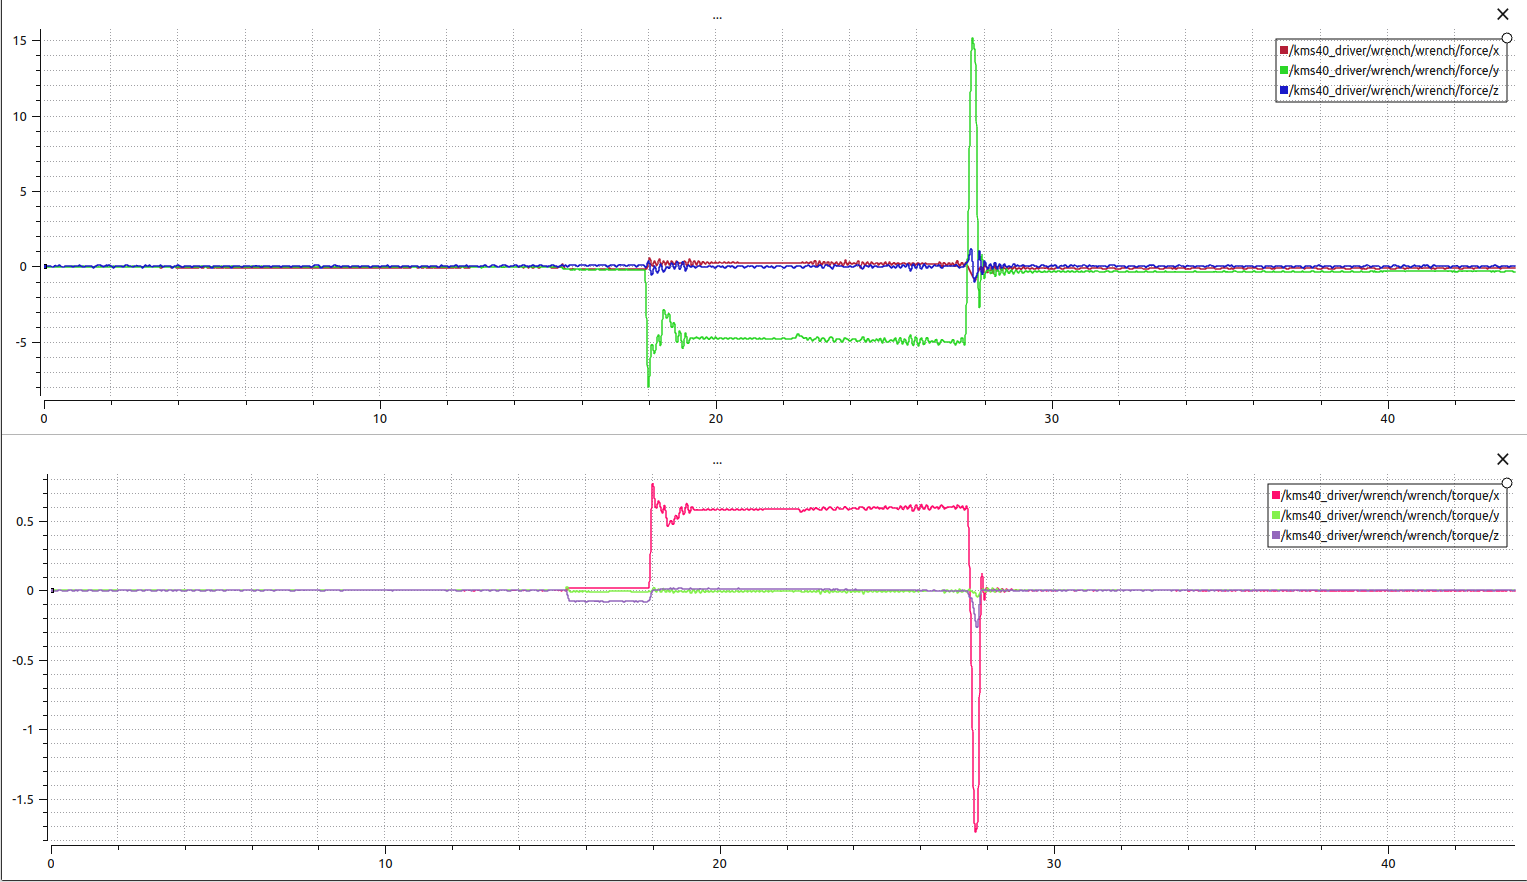 ...
15
10
5
0
-5
0 10 20 30 40
/kms40_driver/wrench/wrench/force/x
/kms40_driver/wrench/wrench/force/y
/kms40_driver/wrench/wrench/force/z
...
0.5
0
-0.5
-1
-1.5
0 10 20 30 40
/kms40_driver/wrench/wrench/torque/x
/kms40_driver/wrench/wrench/torque/y
/kms40_driver/wrench/wrench/torque/z